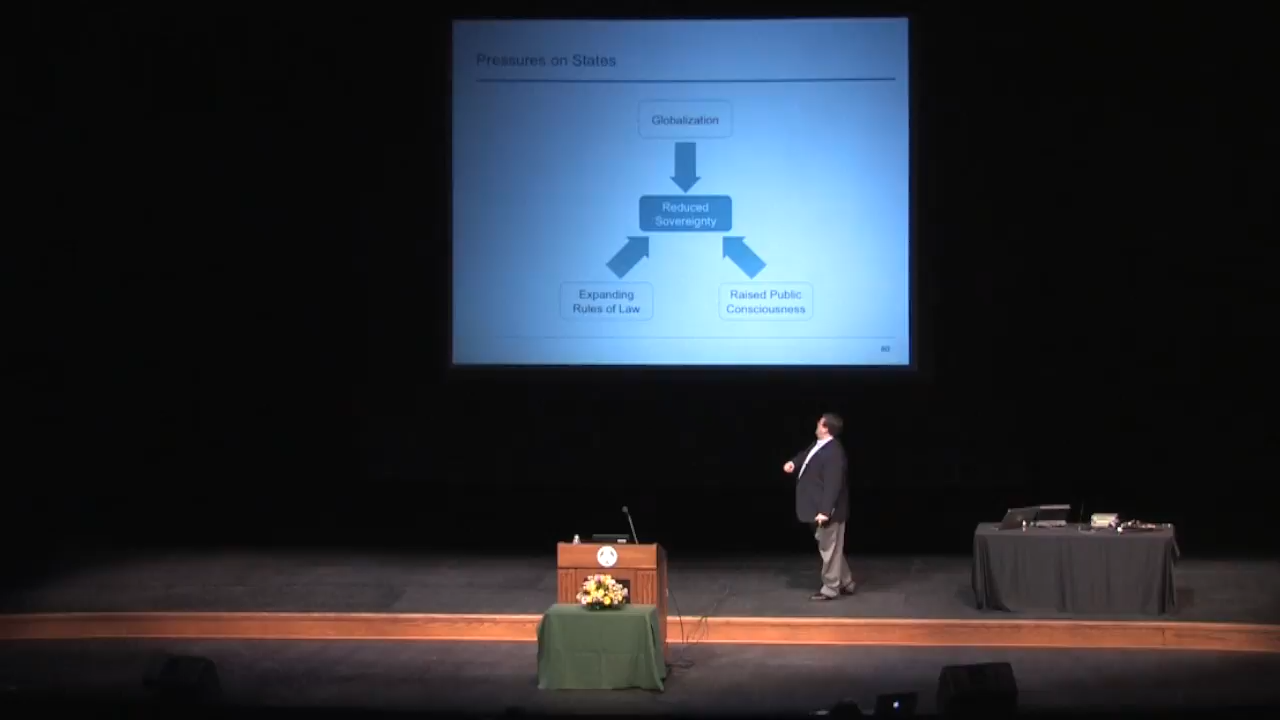 Pressures on States
Globalization
Reduced
Sovereignty
Expanding
Rules of Law
Raised Public
Consciousness
80